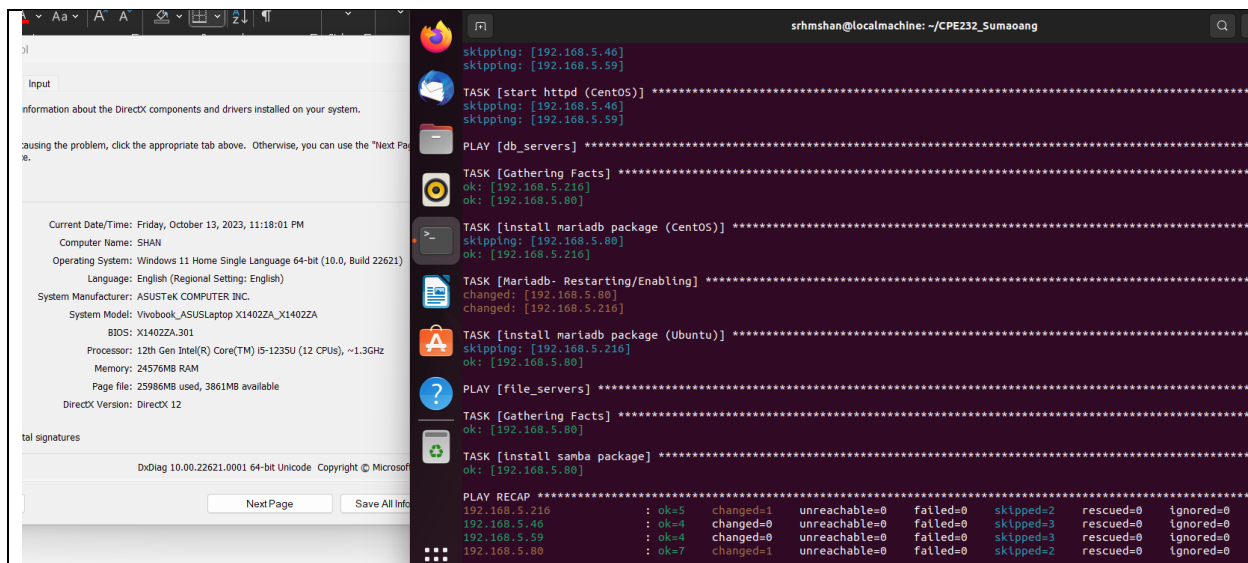 Aa
ol
Input
nformation about the DirectX components and drivers installed on your system.
causing the problem, click the appropriate tab above. Otherwise, you can use the "Next Pag
e.
Current Date/Time: Friday, October 13, 2023, 11:18:01 PM
Computer Name: SHAN
Operating System: Windows 11 Home Single Language 64-bit (10.0, Build 22621)
Language: English (Regional Setting: English)
System Manufacturer: ASUSTeK COMPUTER INC.
System Model: Vivobook_ASUSLaptop X1402ZA_X1402ZA
BIOS: X1402ZA.301
Processor: 12th Gen Intel(R) Core(TM) i5-1235U (12 CPUs), ~1.3GHz
Memory: 24576MB RAM
Page file: 25986MB used, 3861MB available
DirectX Version: DirectX 12
tal signatures
DxDiag 10.00.22621.0001 64-bit Unicode Copyright © Microsoft
Next Page
Save All Info
srhmshan@localmachine: ~/CPE232_Sumaoang
skipping: [192.168.5.46]
skipping: [192.168.5.59]
TASK [start httpd (CentOS)] ****************************************************************************************
skipping: [192.168.5.46]
skipping: [192.168.5.59]
PLAY [db_servers] **************************************************************************************************
TASK [Gathering Facts] *********************************************************************************************
ok: [192.168.5.216]
ok: [192.168.5.80]
TASK [install mariadb package (CentOS)] ****************************************************************************
skipping: [192.168.5.80]
ok: [192.168.5.216]
TASK [Mariadb- Restarting/Enabling] ********************************************************************************
changed: [192.168.5.80]
changed: [192.168.5.216]
TASK [install mariadb package (Ubuntu)] ****************************************************************************
skipping: [192.168.5.216]
ok: [192.168.5.80]
PLAY [file_servers] ************************************************************************************************
TASK [Gathering Facts] *********************************************************************************************
ok: [192.168.5.80]
TASK [install samba package] ***************************************************************************************
ok: [192.168.5.80]
PLAY RECAP *********************************************************************************************************
192.168.5.216 : ok=5 changed=1 unreachable=0 failed=0 skipped=2 rescued=0 ignored=0
192.168.5.46 : ok=4 changed=0 unreachable=0 failed=0 skipped=3 rescued=0 ignored=0
192.168.5.59 : ok=4 changed=0 unreachable=0 failed=0 skipped=3 rescued=0 ignored=0
192.168.5.80 : ok=7 changed=1 unreachable=0 failed=0 skipped=2 rescued=0 ignored=0